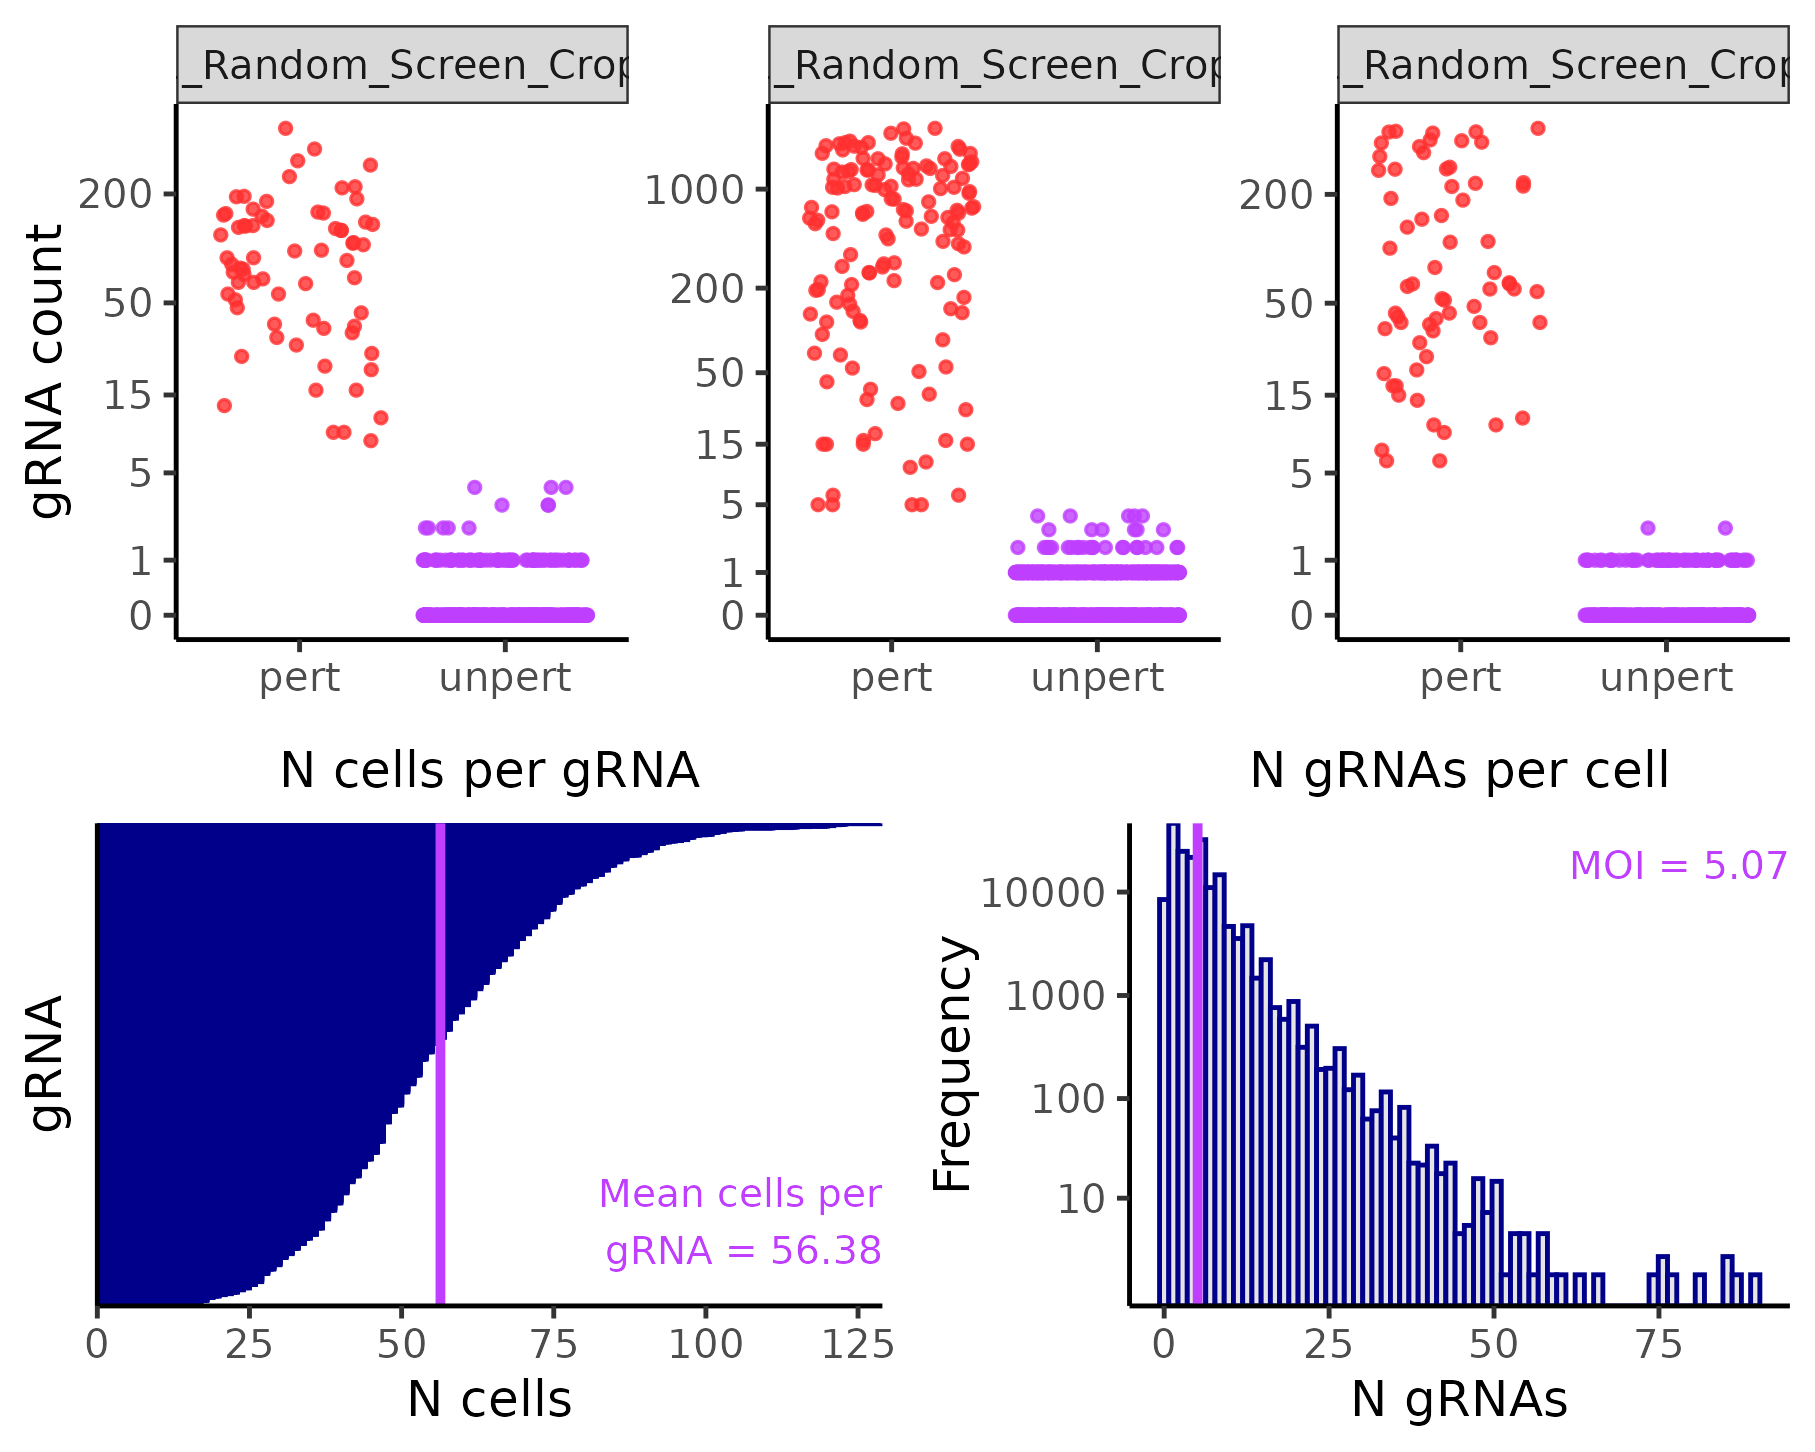 _Random_Screen_Crop
_Random_Screen_Crop
_Random_Screen_Crop
gRNA count
200
50
15
5
1
0
pert
unpert
1000
200
50
15
5
1
0
pert
unpert
200
50
15
5
1
0
pert
unpert
N cells per gRNA
gRNA
Mean cells per
gRNA = 56.38
0
25
50
75
100
125
N cells
N gRNAs per cell
Frequency
10000
1000
100
10
MOI = 5.07
0
25
50
75
N gRNAs